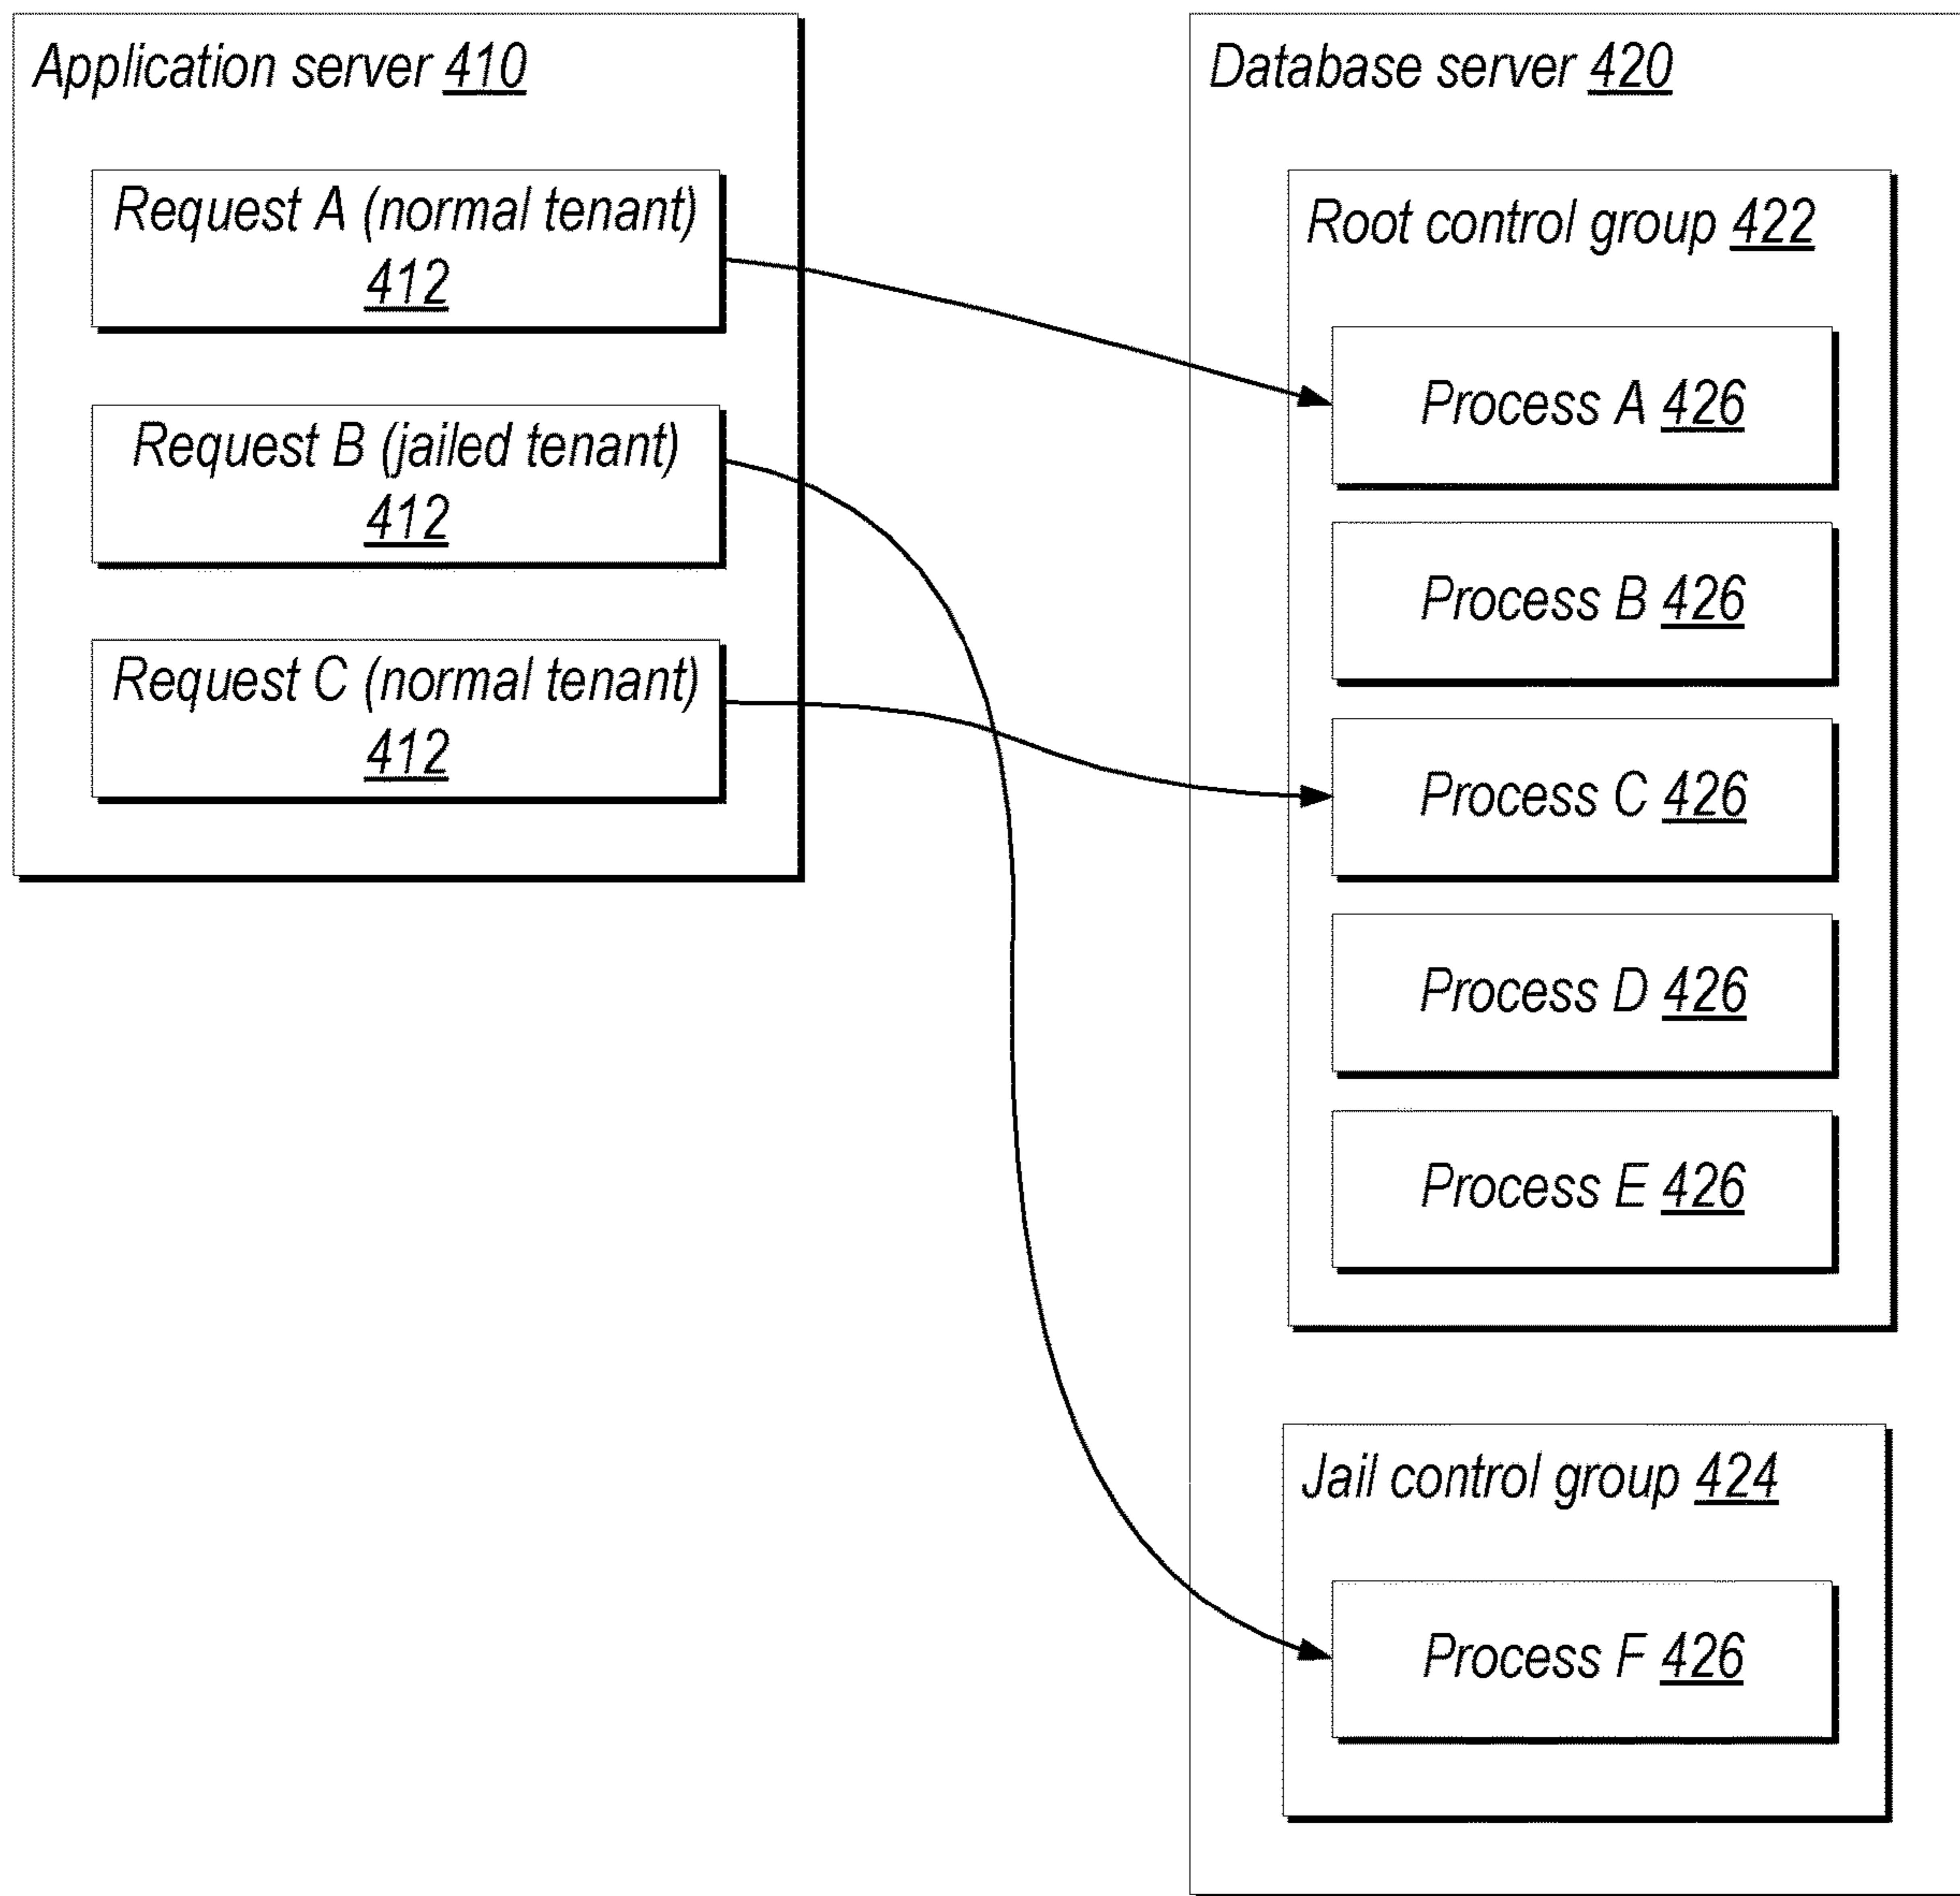 Application server 410
Request A (normal tenant)
412
Request B (jailed tenant)
412
Request C (normal tenant)
412
Database server 420
Root control group 422
Process A 426
Process B 426
Process C 426
Process D 426
Process E 426
Jail control group 424
Process F 426